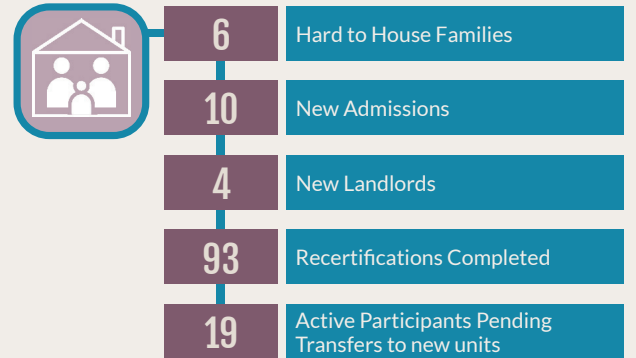 6
Hard to House Families
10
New Admissions
4
New Landlords
93
Recertifications Completed
19
Active Participants Pending
Transfers to new units